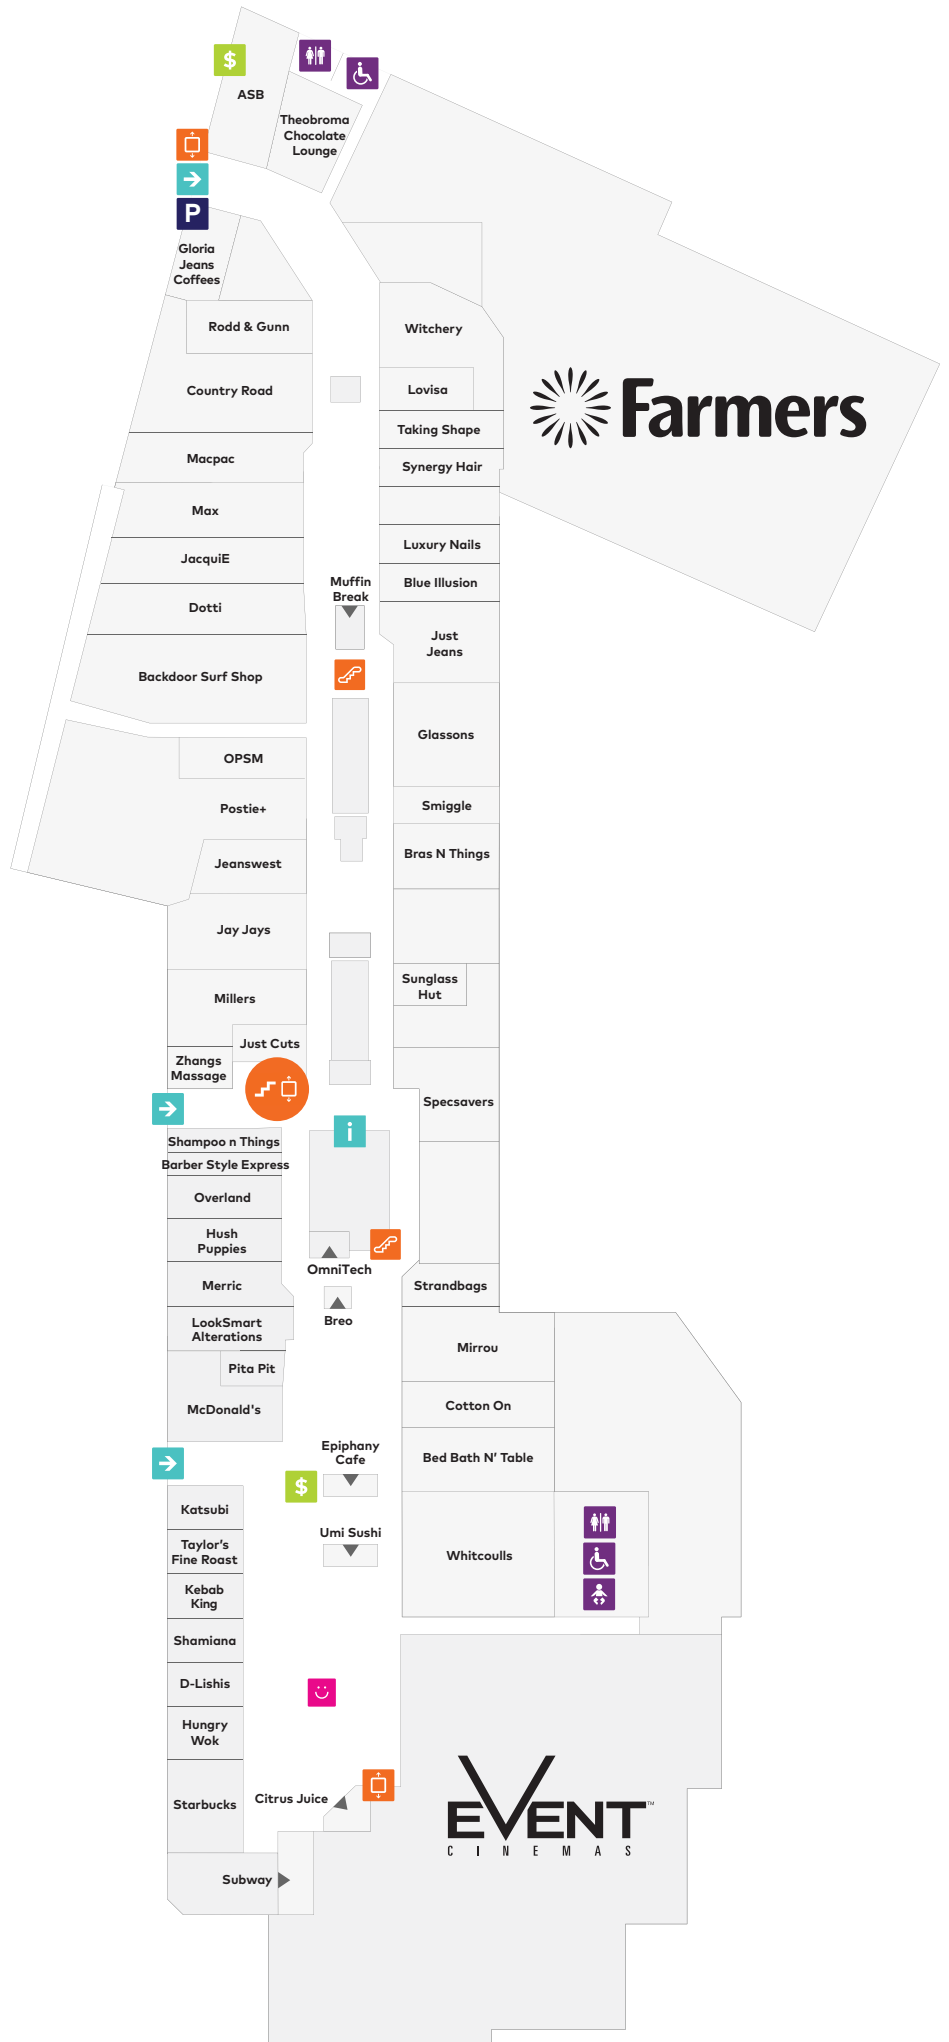 $
ASB
Theobroma
Chocolate
Lounge
P
Gloria
Jeans
Coffees
Rodd & Gunn
Witchery
Country Road
Lovisa
Farmers
Taking Shape
Macpac
Synergy Hair
Max
Luxury Nails
JacquiE
Blue Illusion
Muffin
Break
Dotti
Just
Jeans
Backdoor Surf Shop
Glassons
OPSM
Postie+
Smiggle
Bras N Things
Jeanswest
Jay Jays
Sunglass
Hut
Millers
Just Cuts
Zhangs
Massage
Specsavers
i
Shampoo n Things
Barber Style Express
Overland
Hush
Puppies
OmniTech
Merric
Strandbags
Breo
LookSmart
Alterations
Mirrou
Pita Pit
McDonald's
Cotton On
Epiphany
Cafe
Bed Bath N' Table
$
Katsubi
Umi Sushi
Taylor's
Fine Roast
Whitcoulls
Kebab
King
Shamiana
D-Lishis
Hungry
Wok
Citrus Juice
Starbucks
EVENT™
CINEMAS
Subway